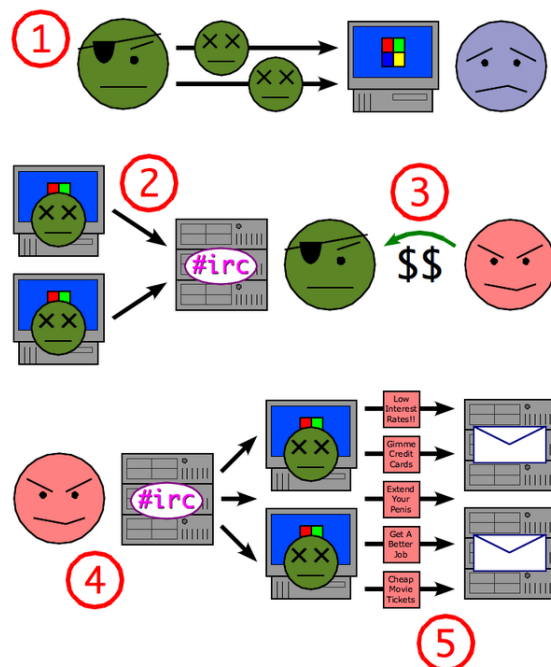 1
2
3
#irc
$$
Low
Interest
Rates!!
Gimme
Credit
Cards
#irc
Extend
Your
Penis
Get A
Better
Job
4
Cheap
Movie
Tickets
5